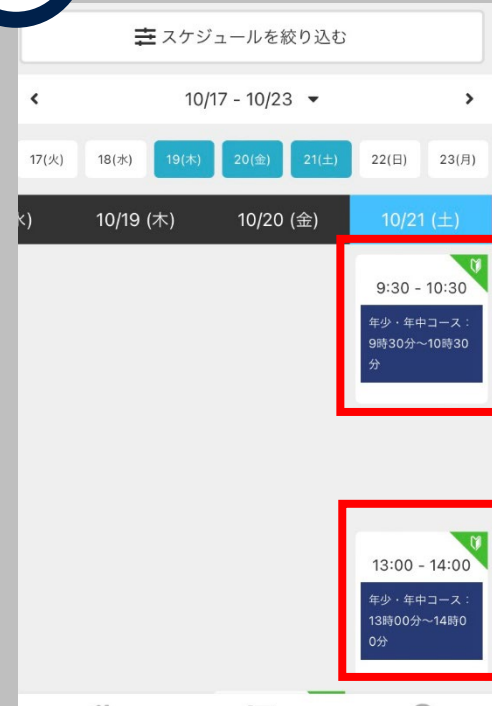 スケジュールを絞り込む
10/17 - 10/23
17(火) 18(水) 19(木) 20(金) 21(土) 22(日) 23(月)
10/19 (木) 10/20 (金) 10/21 (土)
9:30 - 10:30
年少・年中コース：
9時30分～10時30
分
13:00 - 14:00
年少・年中コース：
13時00分～14時0
0分